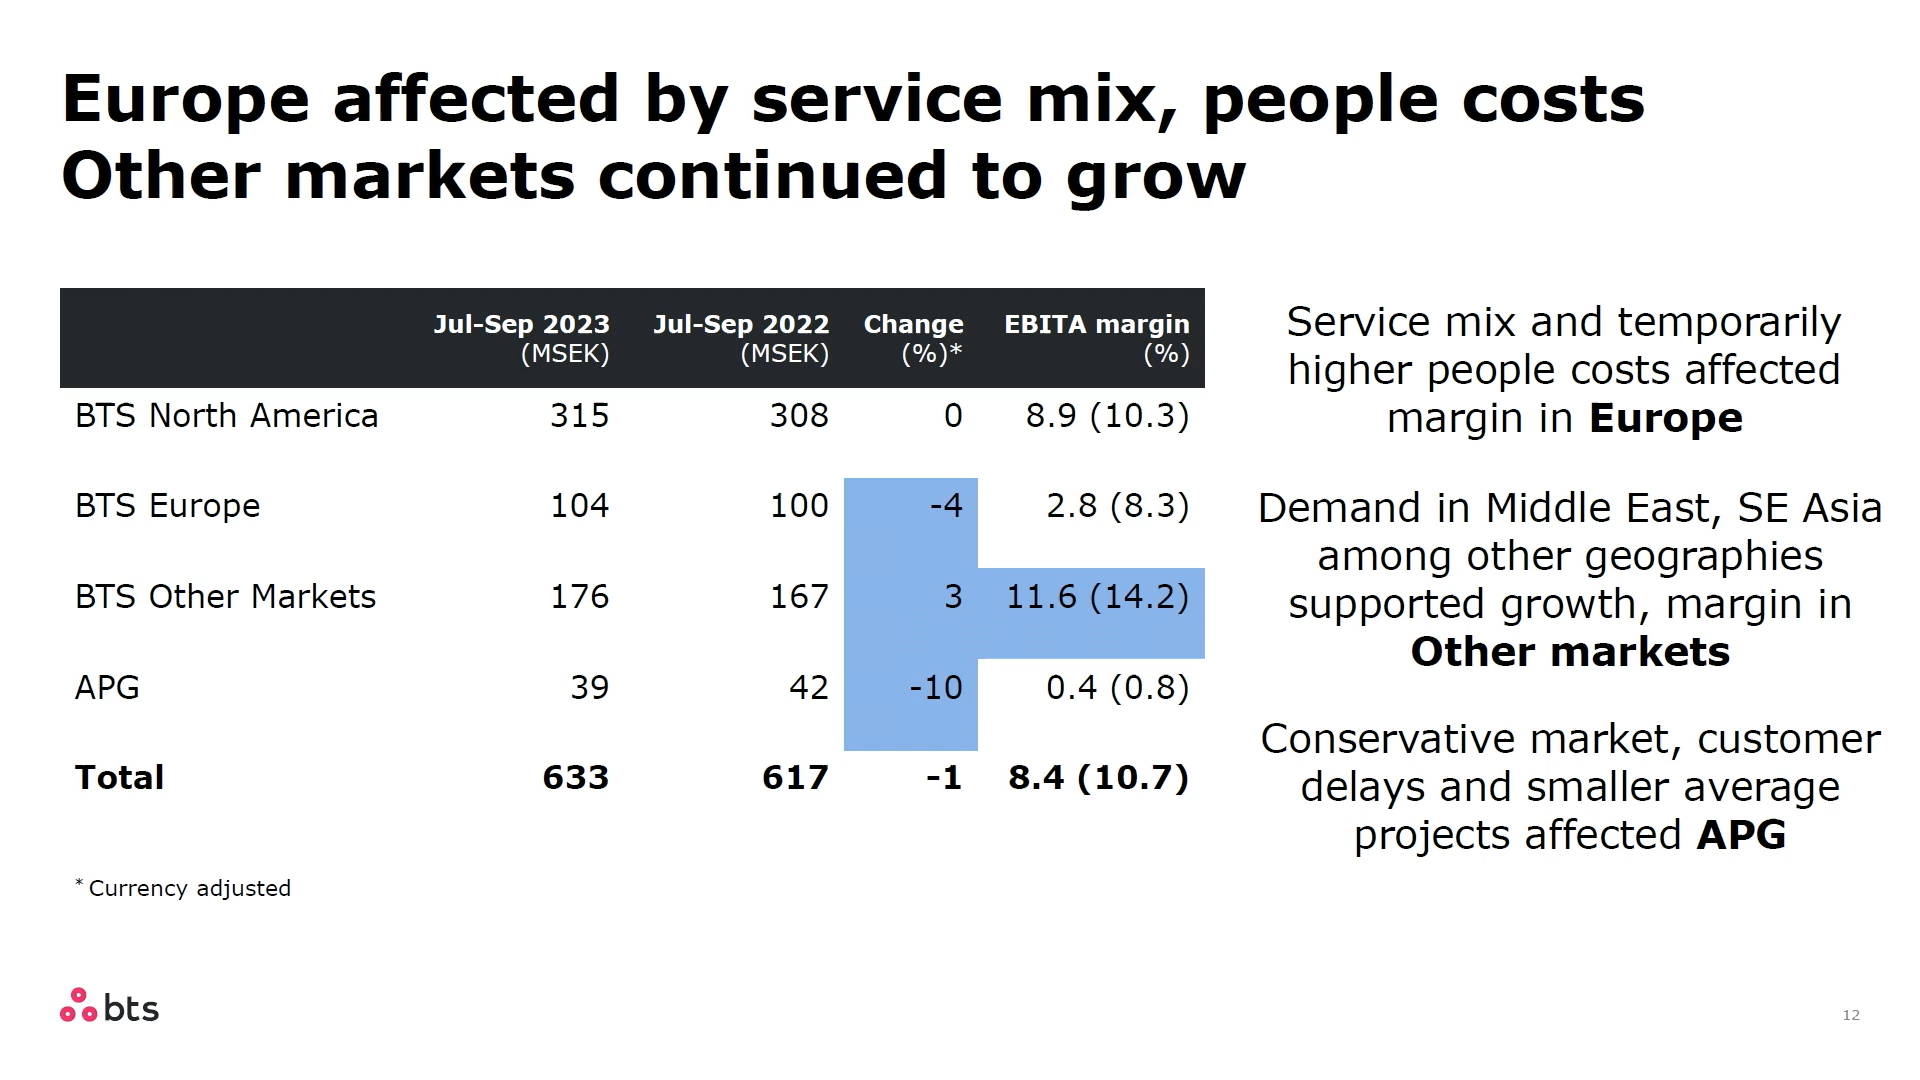 Europe affected by service mix, people costs
Other markets continued to grow
Jul-Sep 2023 Jul-Sep 2022 Change EBITA margin
(MSEK) (MSEK) (%)* (%)
BTS North America 315 308 0 8.9 (10.3)
BTS Europe 104 100 -4 2.8 (8.3)
BTS Other Markets 176 167 3 11.6 (14.2)
APG 39 42 -10 0.4 (0.8)
Total 633 617 -1 8.4 (10.7)
* Currency adjusted
Service mix and temporarily
higher people costs affected
margin in Europe
Demand in Middle East, SE Asia
among other geographies
supported growth, margin in
Other markets
Conservative market, customer
delays and smaller average
projects affected APG
bts
12